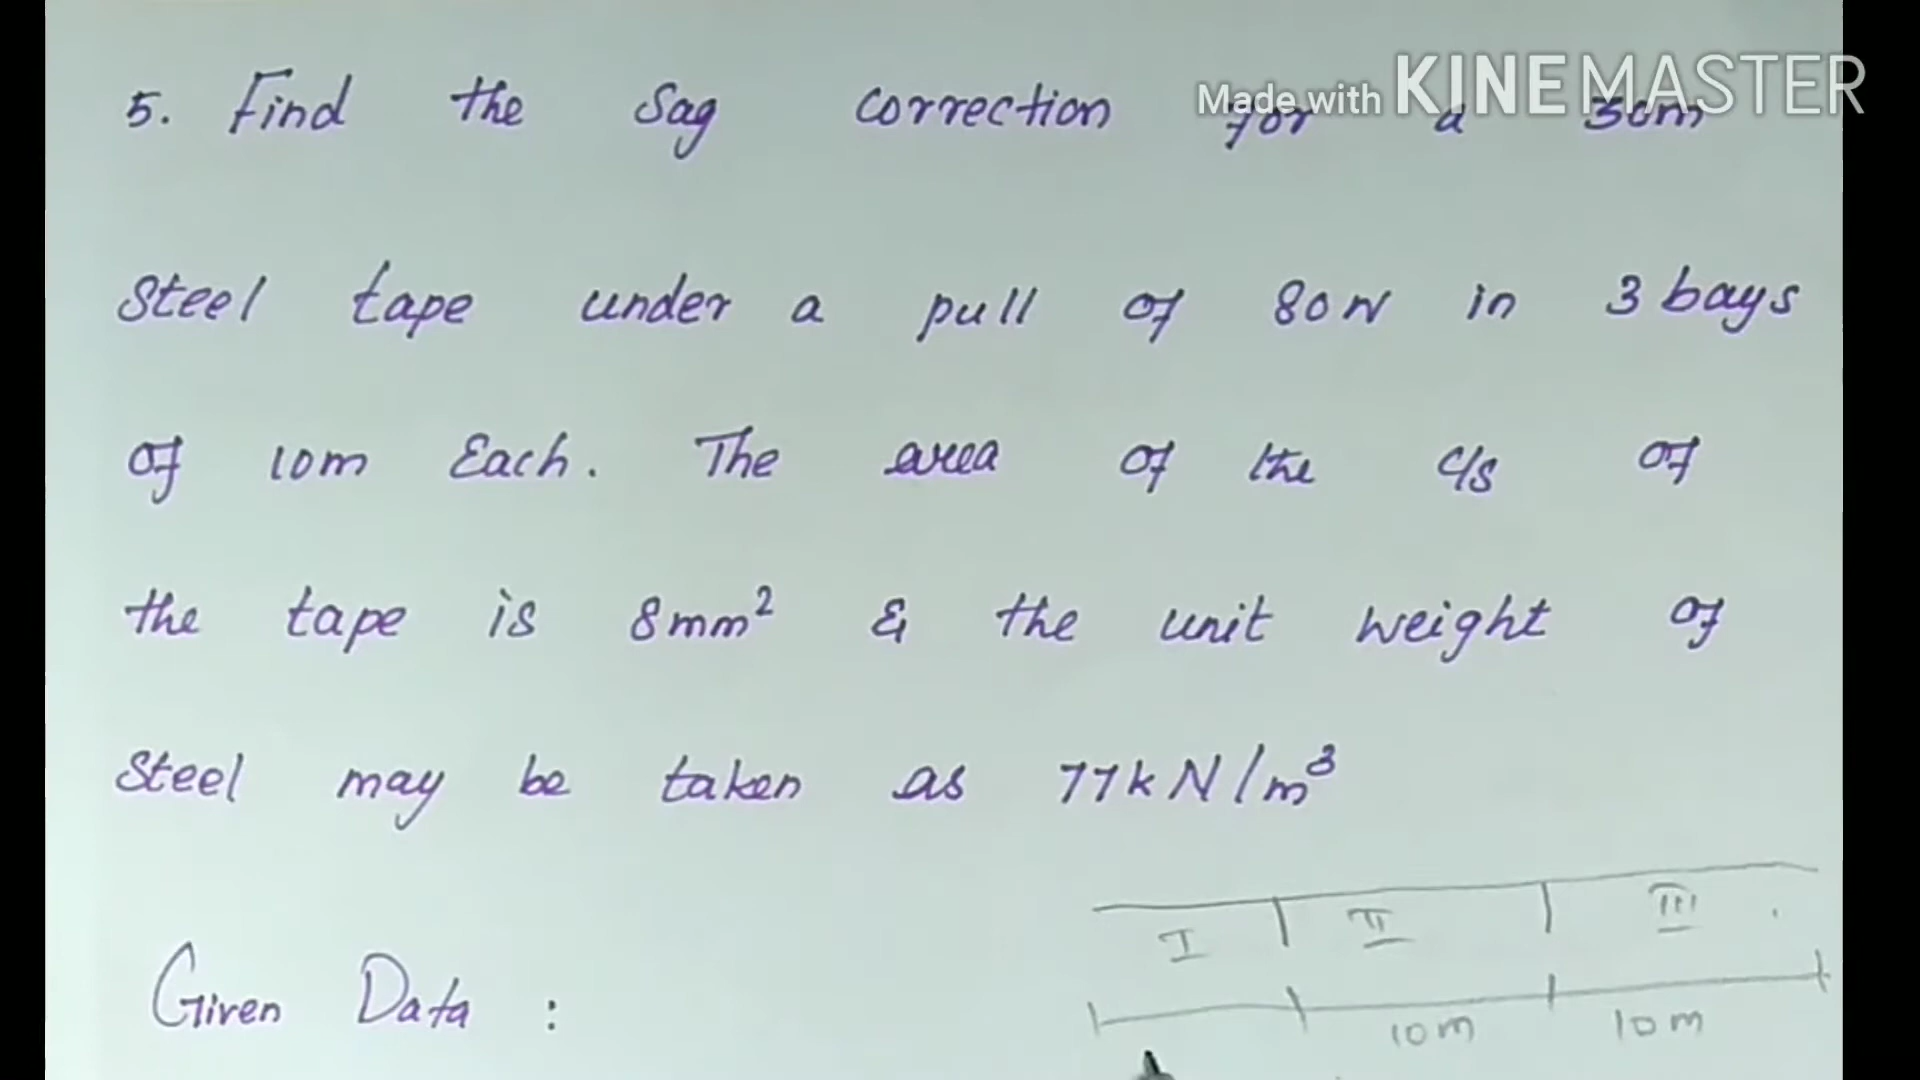 Made with KINEMASTER
5. Find the Sag correction for a 30m
Steel tape under a pull of 80N in 3 bays
of 10m Each. The area of the c/s of
the tape is 8mm² & the unit weight of
Steel may be taken as 77kN/m³
I II III
10m 10m
Given Data :